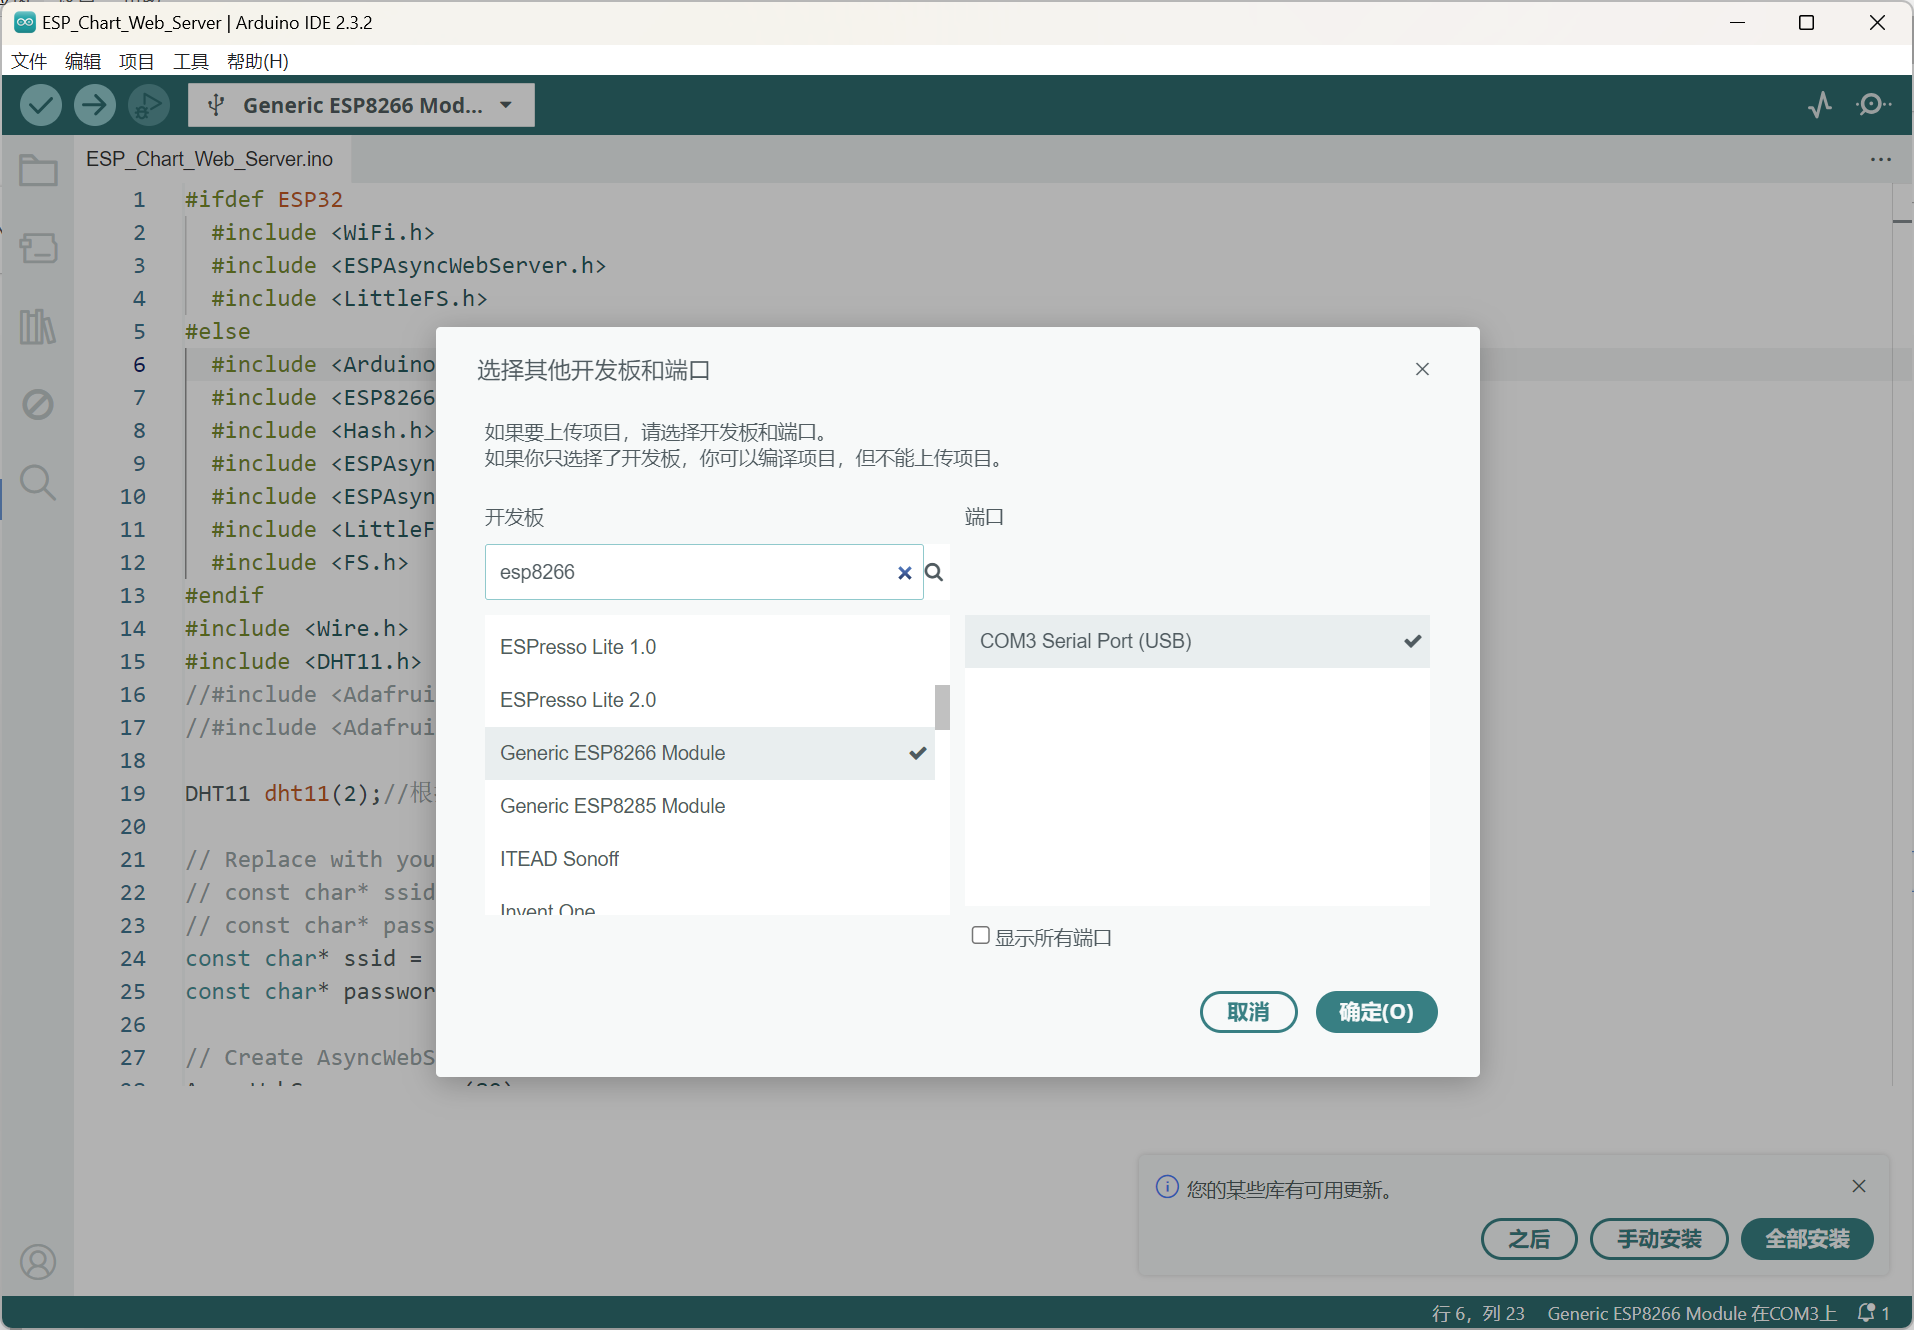 ESP_Chart_Web_Server | Arduino IDE 2.3.2
文件 编辑 项目 工具 帮助(H)
Generic ESP8266 Mod...
ESP_Chart_Web_Server.ino
1 #ifdef ESP32
2 #include <WiFi.h>
3 #include <ESPAsyncWebServer.h>
4 #include <LittleFS.h>
5 #else
6 #include <Arduino
7 #include <ESP8266
8 #include <Hash.h>
9 #include <ESPAsyn
10 #include <ESPAsyn
11 #include <LittleF
12 #include <FS.h>
13 #endif
14 #include <Wire.h>
15 #include <DHT11.h>
16 //#include <Adafrui
17 //#include <Adafrui
18
19 DHT11 dht11(2);//根
20
21 // Replace with you
22 // const char* ssid
23 // const char* pass
24 const char* ssid =
25 const char* passwor
26
27 // Create AsyncWebS
选择其他开发板和端口
如果要上传项目，请选择开发板和端口。
如果你只选择了开发板，你可以编译项目，但不能上传项目。
开发板
端口
esp8266
ESPresso Lite 1.0
ESPresso Lite 2.0
Generic ESP8266 Module
Generic ESP8285 Module
ITEAD Sonoff
Invent One
COM3 Serial Port (USB)
显示所有端口
取消 确定(O)
您的某些库有可用更新。
之后 手动安装 全部安装
行 6，列 23 Generic ESP8266 Module 在COM3上 1